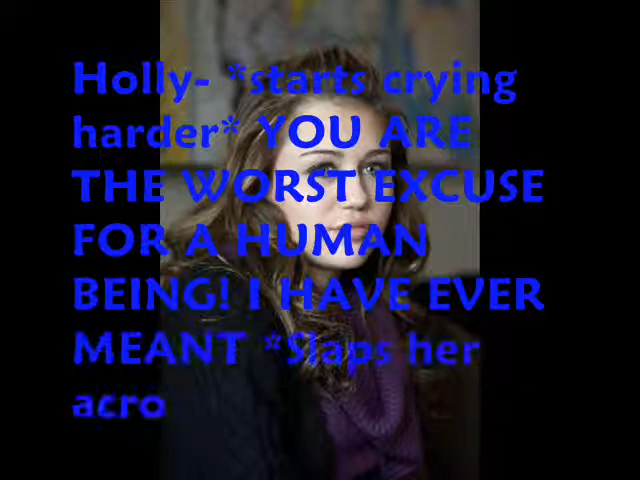 Holly- *starts crying
harder* YOU ARE
THE WORST EXCUSE
FOR A HUMAN
BEING! I HAVE EVER
MEANT *Slaps her
acro